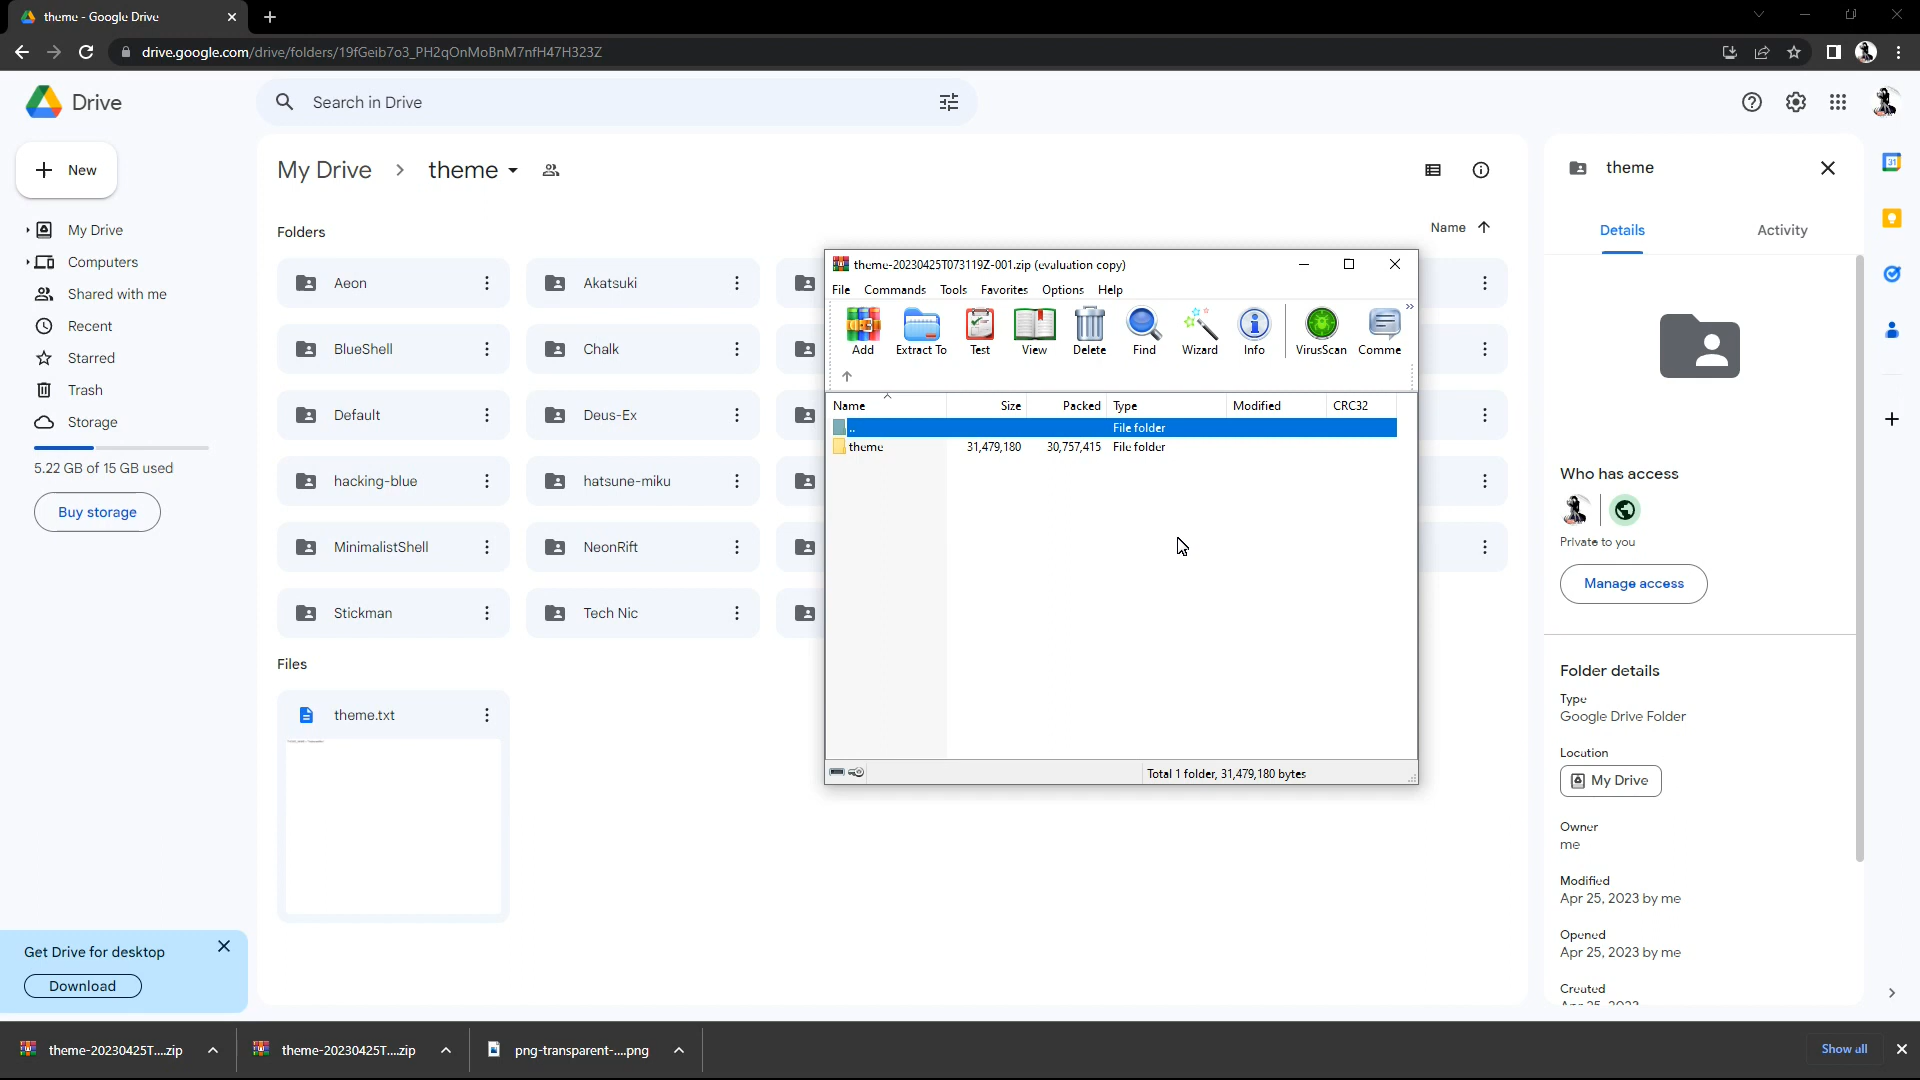 theme - Google Drive
drive.google.com/drive/folders/19fGeib7o3_PH2qOnMoBnM7nfH47H323Z
Drive
Search in Drive
New
My Drive
Computers
Shared with me
Recent
Starred
Trash
Storage
5.22 GB of 15 GB used
Buy storage
Get Drive for desktop
Download
My Drive > theme
Folders
Name
Aeon
Akatsuki
BlueShell
Chalk
Default
Deus-Ex
hacking-blue
hatsune-miku
MinimalistShell
NeonRift
Stickman
Tech Nic
Files
theme.txt
theme-20230425T073119Z-001.zip (evaluation copy)
File Commands Tools Favorites Options Help
Add Extract To Test View Delete Find Wizard Info VirusScan Comme
Name Size Packed Type Modified CRC32
.. File folder
theme 31,479,180 30,757,415 File folder
Total 1 folder, 31,479,180 bytes
theme
Details Activity
Who has access
Private to you
Manage access
Folder details
Type
Google Drive Folder
Location
My Drive
Owner
me
Modified
Apr 25, 2023 by me
Opened
Apr 25, 2023 by me
Created
31
theme-20230425T....zip
theme-20230425T....zip
png-transparent-....png
Show all